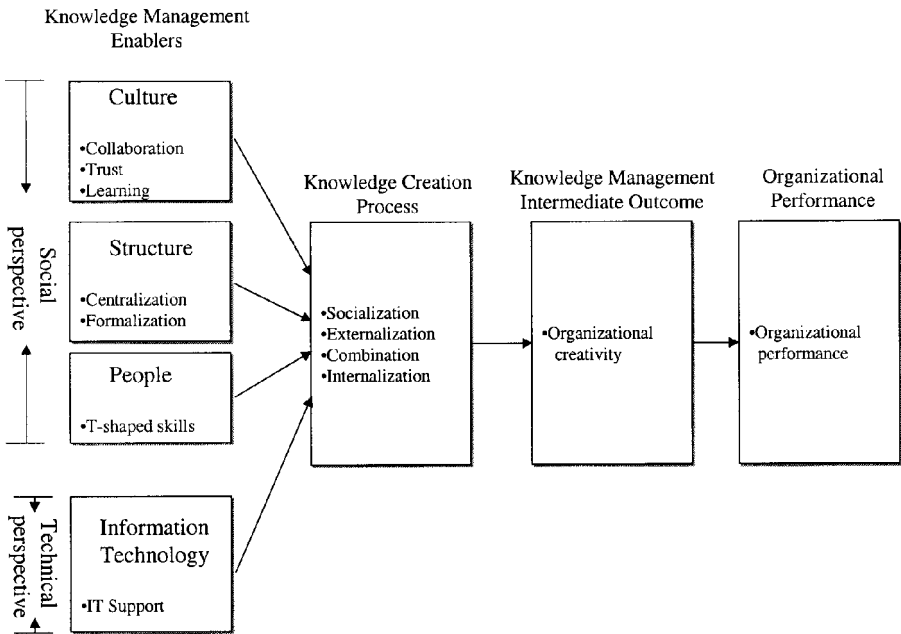 Knowledge Management
Enablers
Social
perspective
Culture
•Collaboration
•Trust
•Learning
Structure
•Centralization
•Formalization
People
•T-shaped skills
Technical
perspective
Information
Technology
•IT Support
Knowledge Creation
Process
•Socialization
•Externalization
•Combination
•Internalization
Knowledge Management
Intermediate Outcome
•Organizational
creativity
Organizational
Performance
•Organizational
performance